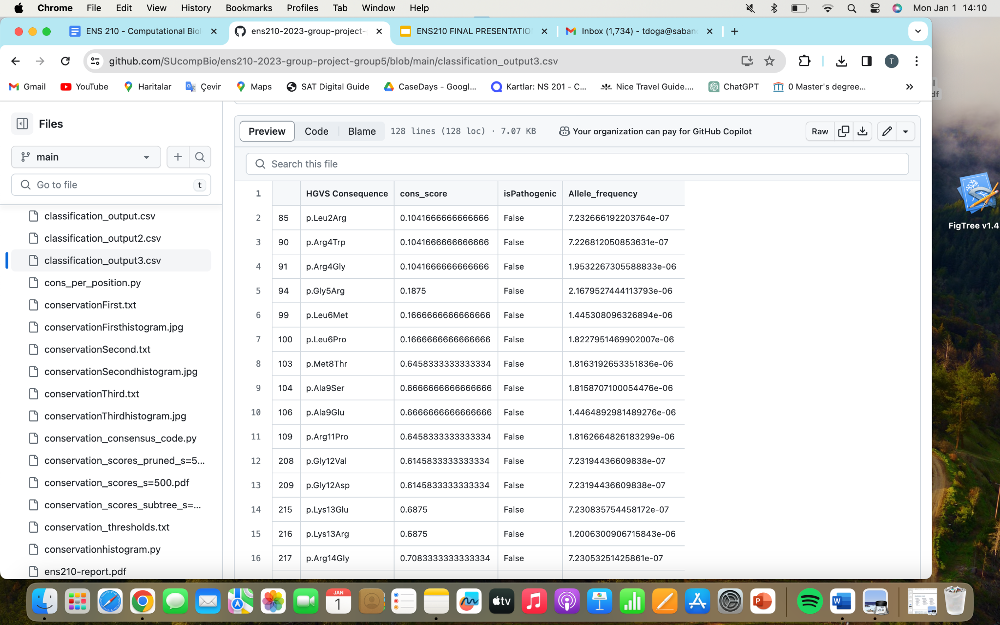 Chrome File Edit View History Bookmarks Profiles Tab Window Help Mon Jan 1 14:10
ENS 210 - Computational Biol ens210-2023-group-project- ENS210 FINAL PRESENTATIO Inbox (1,734) - tdoga@saban
github.com/SUcompBio/ens210-2023-group-project-group5/blob/main/classification_output3.csv T
Gmail YouTube Haritalar Çevir Maps SAT Digital Guide CaseDays - Googl... Kartlar: NS 201 - C... Nice Travel Guide.... ChatGPT 0 Master's degree... »
Files
main
Go to file t
classification_output.csv
classification_output2.csv
classification_output3.csv
cons_per_position.py
conservationFirst.txt
conservationFirsthistogram.jpg
conservationSecond.txt
conservationSecondhistogram.jpg
conservationThird.txt
conservationThirdhistogram.jpg
conservation_consensus_code.py
conservation_scores_pruned_s=5...
conservation_scores_s=500.pdf
conservation_scores_subtree_s=...
conservation_thresholds.txt
conservationhistogram.py
ens210-report.pdf
Preview Code Blame 128 lines (128 loc) · 7.07 KB Your organization can pay for GitHub Copilot Raw
Search this file
1 HGVS Consequence cons_score isPathogenic Allele_frequency
2 85 p.Leu2Arg 0.1041666666666666 False 7.232666192203764e-07
3 90 p.Arg4Trp 0.1041666666666666 False 7.226812050853631e-07
4 91 p.Arg4Gly 0.1041666666666666 False 1.9532267305588833e-06
5 94 p.Gly5Arg 0.1875 False 2.1679527444113793e-06
6 99 p.Leu6Met 0.1666666666666666 False 1.445308096326894e-06
7 100 p.Leu6Pro 0.1666666666666666 False 1.8227951469902007e-06
8 103 p.Met8Thr 0.6458333333333334 False 1.8163192653351836e-06
9 104 p.Ala9Ser 0.6666666666666666 False 1.8158707100054476e-06
10 106 p.Ala9Glu 0.6666666666666666 False 1.4464892981489276e-06
11 109 p.Arg11Pro 0.6458333333333334 False 1.8162664826183299e-06
12 208 p.Gly12Val 0.6145833333333334 False 7.23194436609838e-07
13 209 p.Gly12Asp 0.6145833333333334 False 7.23194436609838e-07
14 215 p.Lys13Glu 0.6875 False 7.230835754458172e-07
15 216 p.Lys13Arg 0.6875 False 1.2006300906715843e-06
16 217 p.Arg14Gly 0.7083333333333334 False 7.23053251425861e-07
FigTree v1.4
JAN
1
tv
P
W